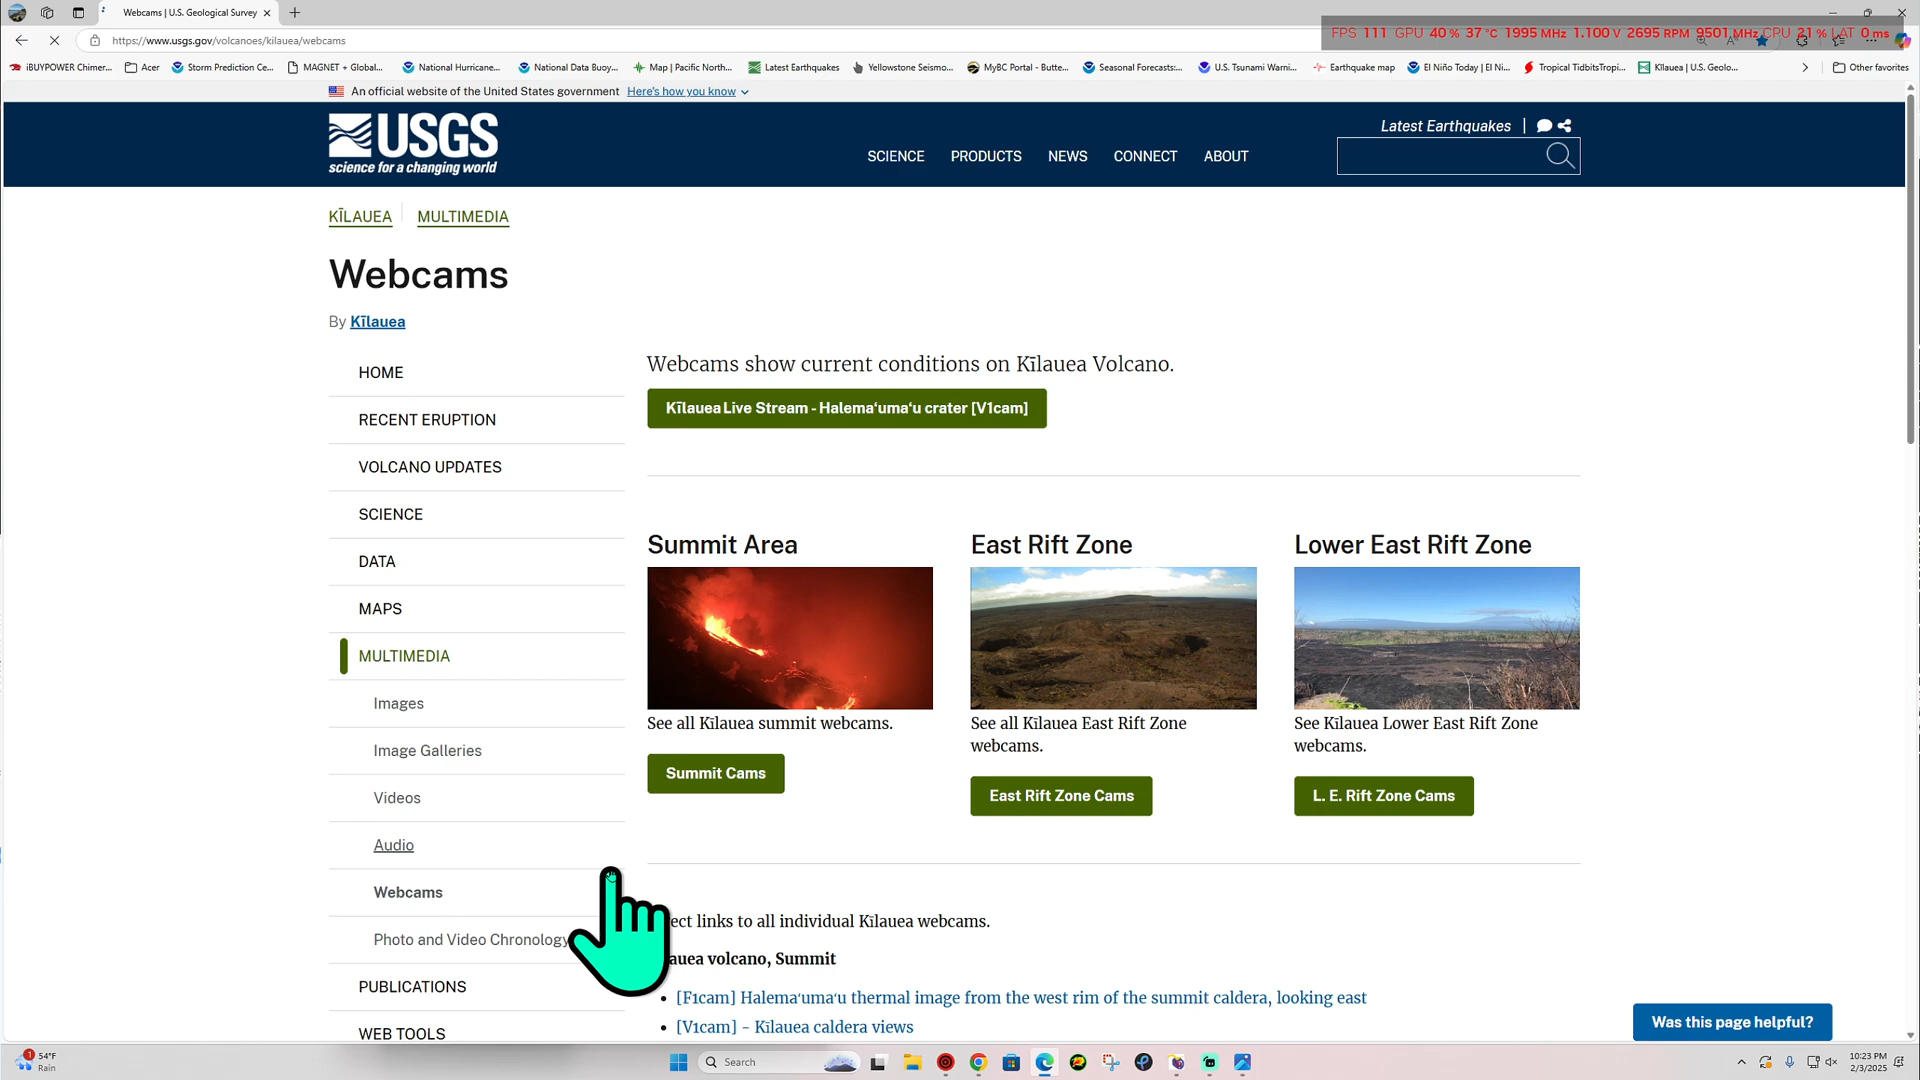 Webcams | U.S. Geological Survey
FPS 111 GPU 40 % 37 °C 1995 MHz 1.100 V 2695 RPM 9501 MHz CPU 21 % LAT 0 ms
https://www.usgs.gov/volcanoes/kilauea/webcams
iBUYPOWER Chimer... Acer Storm Prediction Ce... MAGNET + Global... National Hurricane... National Data Buoy... Map | Pacific North... Latest Earthquakes Yellowstone Seismo... MyBC Portal - Butte... Seasonal Forecasts:... U.S. Tsunami Warni... Earthquake map El Niño Today | El Ni... Tropical TidbitsTropi... Kīlauea | U.S. Geolo... Other favorites
An official website of the United States government Here's how you know
USGS
science for a changing world
Latest Earthquakes
SCIENCE PRODUCTS NEWS CONNECT ABOUT
KĪLAUEA MULTIMEDIA
Webcams
By Kīlauea
HOME
RECENT ERUPTION
VOLCANO UPDATES
SCIENCE
DATA
MAPS
MULTIMEDIA
Images
Image Galleries
Videos
Audio
Webcams
Photo and Video Chronology
PUBLICATIONS
WEB TOOLS
Webcams show current conditions on Kīlauea Volcano.
Kīlauea Live Stream - Halemaʻumaʻu crater [V1cam]
Summit Area
See all Kīlauea summit webcams.
Summit Cams
East Rift Zone
See all Kīlauea East Rift Zone
webcams.
East Rift Zone Cams
Lower East Rift Zone
See Kīlauea Lower East Rift Zone
webcams.
L. E. Rift Zone Cams
ect links to all individual Kīlauea webcams.
auea volcano, Summit
[F1cam] Halemaʻumaʻu thermal image from the west rim of the summit caldera, looking east
[V1cam] - Kīlauea caldera views
Was this page helpful?
1
54°F
Rain
Search
10:23 PM
2/3/2025